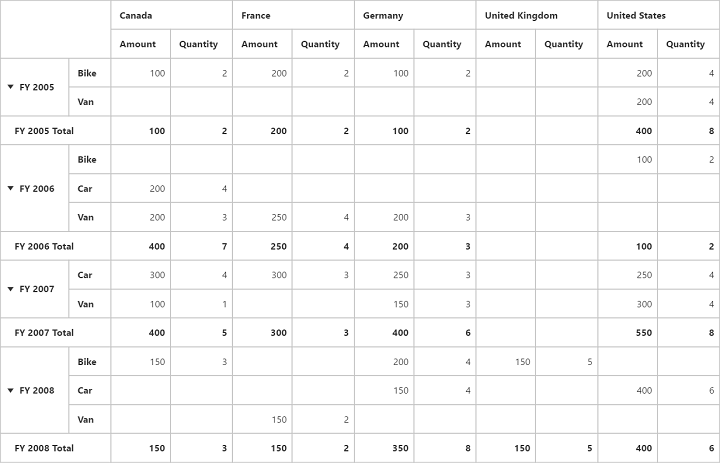 Canada France Germany United Kingdom United States
Amount Quantity Amount Quantity Amount Quantity Amount Quantity Amount Quantity
FY 2005 Bike 100 2 200 2 100 2 200 4
Van 200 4
FY 2005 Total 100 2 200 2 100 2 400 8
Bike 100 2
FY 2006 Car 200 4
Van 200 3 250 4 200 3
FY 2006 Total 400 7 250 4 200 3 100 2
FY 2007 Car 300 4 300 3 250 3 250 4
Van 100 1 150 3 300 4
FY 2007 Total 400 5 300 3 400 6 550 8
Bike 150 3 200 4 150 5
FY 2008 Car 150 4 400 6
Van 150 2
FY 2008 Total 150 3 150 2 350 8 150 5 400 6